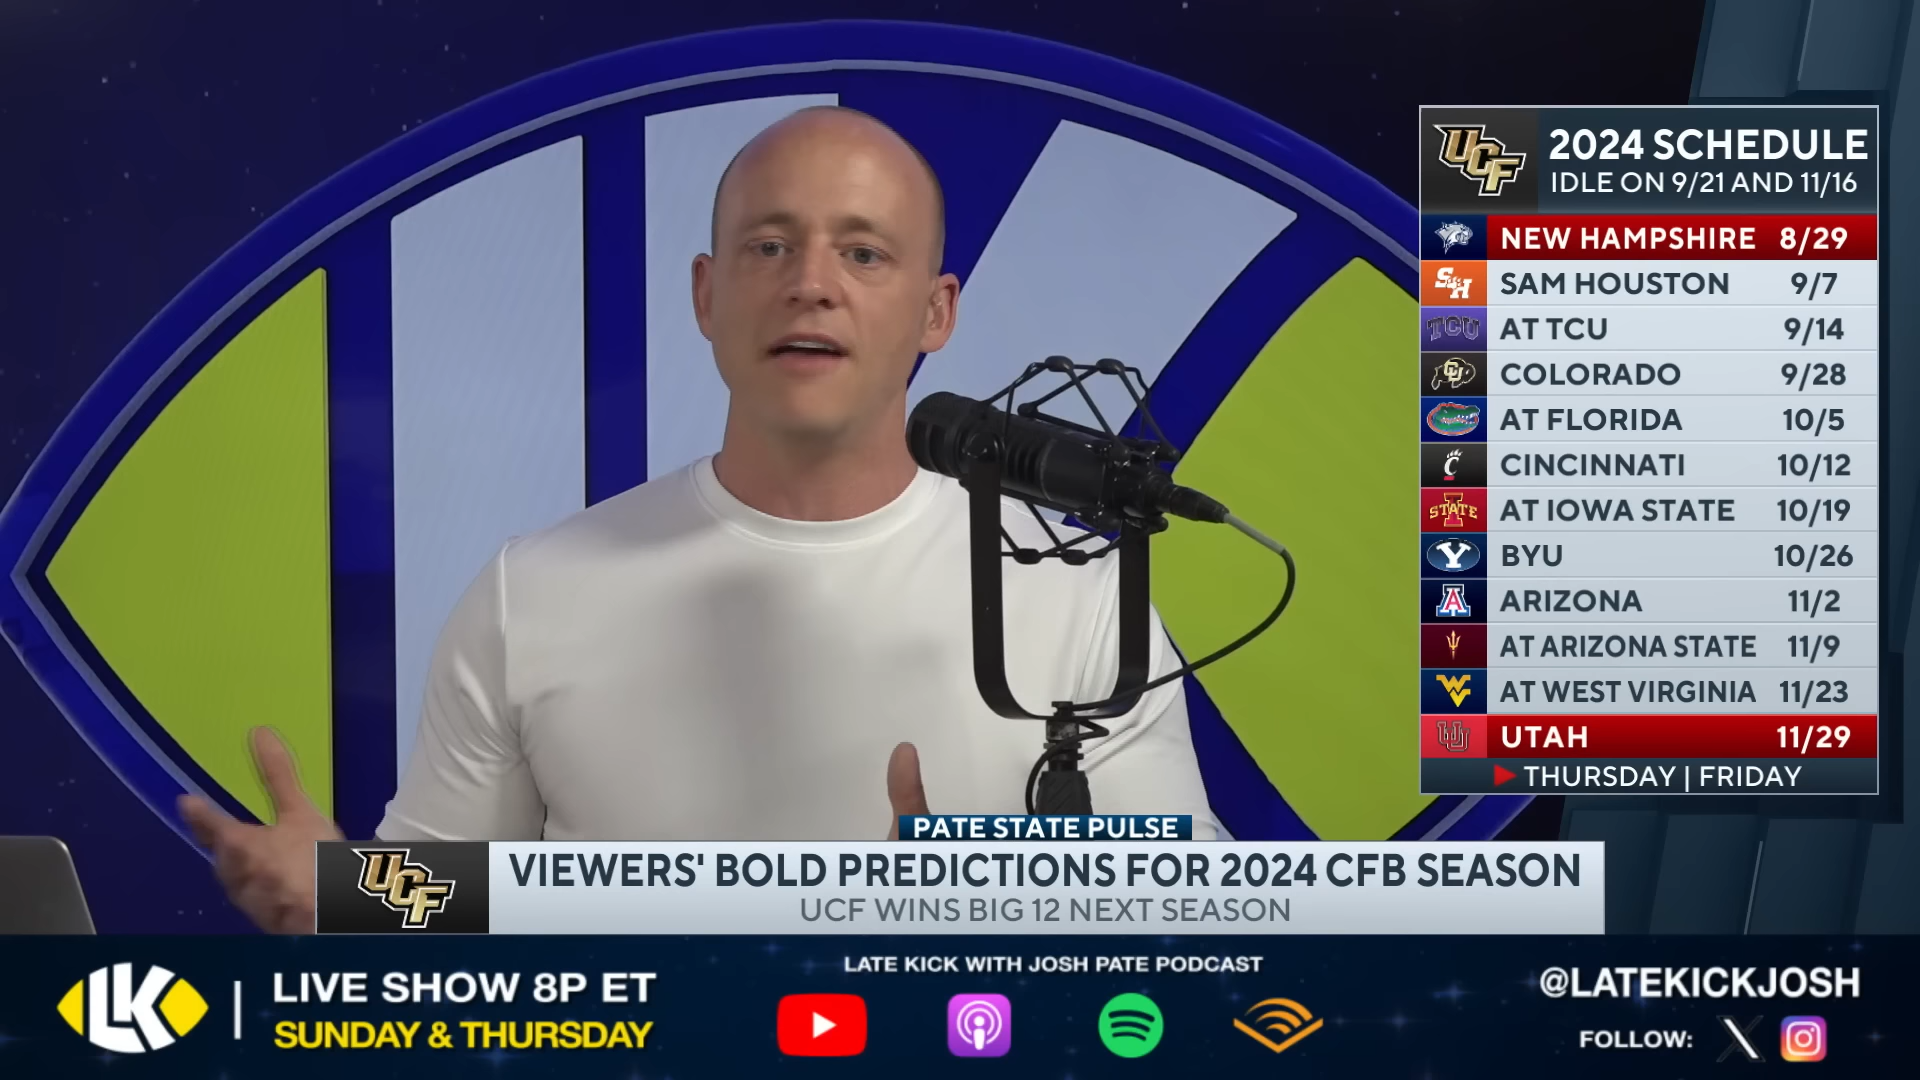 UCF
2024 SCHEDULE
IDLE ON 9/21 AND 11/16
NEW HAMPSHIRE 8/29
SH SAM HOUSTON 9/7
TCU AT TCU 9/14
CU COLORADO 9/28
AT FLORIDA 10/5
C CINCINNATI 10/12
I STATE AT IOWA STATE 10/19
Y BYU 10/26
A ARIZONA 11/2
AT ARIZONA STATE 11/9
WV AT WEST VIRGINIA 11/23
U UTAH 11/29
THURSDAY | FRIDAY
PATE STATE PULSE
UCF
VIEWERS' BOLD PREDICTIONS FOR 2024 CFB SEASON
UCF WINS BIG 12 NEXT SEASON
LK
LIVE SHOW 8P ET
SUNDAY & THURSDAY
LATE KICK WITH JOSH PATE PODCAST
@LATEKICKJOSH
FOLLOW: X